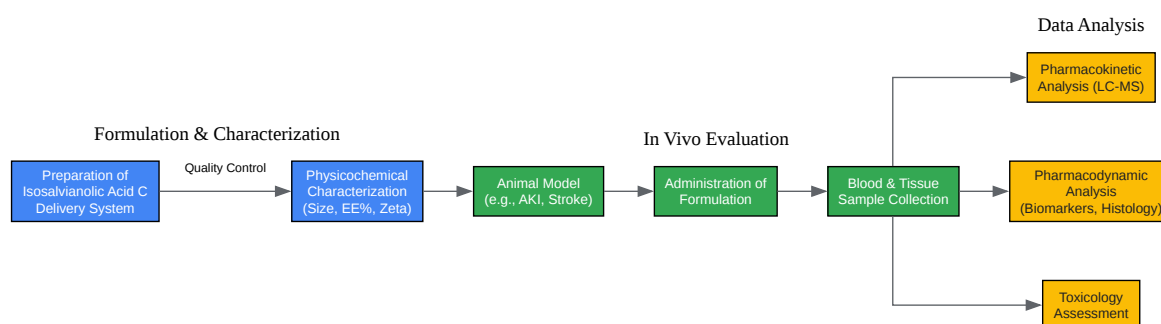 Data Analysis
Pharmacokinetic
Analysis (LC-MS)
Formulation & Characterization
In Vivo Evaluation
Preparation of
Isosalvianolic Acid C
Delivery System
Quality Control
Physicochemical
Characterization
(Size, EE%, Zeta)
Animal Model
(e.g., AKI, Stroke)
Administration of
Formulation
Blood & Tissue
Sample Collection
Pharmacodynamic
Analysis
(Biomarkers, Histology)
Toxicology
Assessment